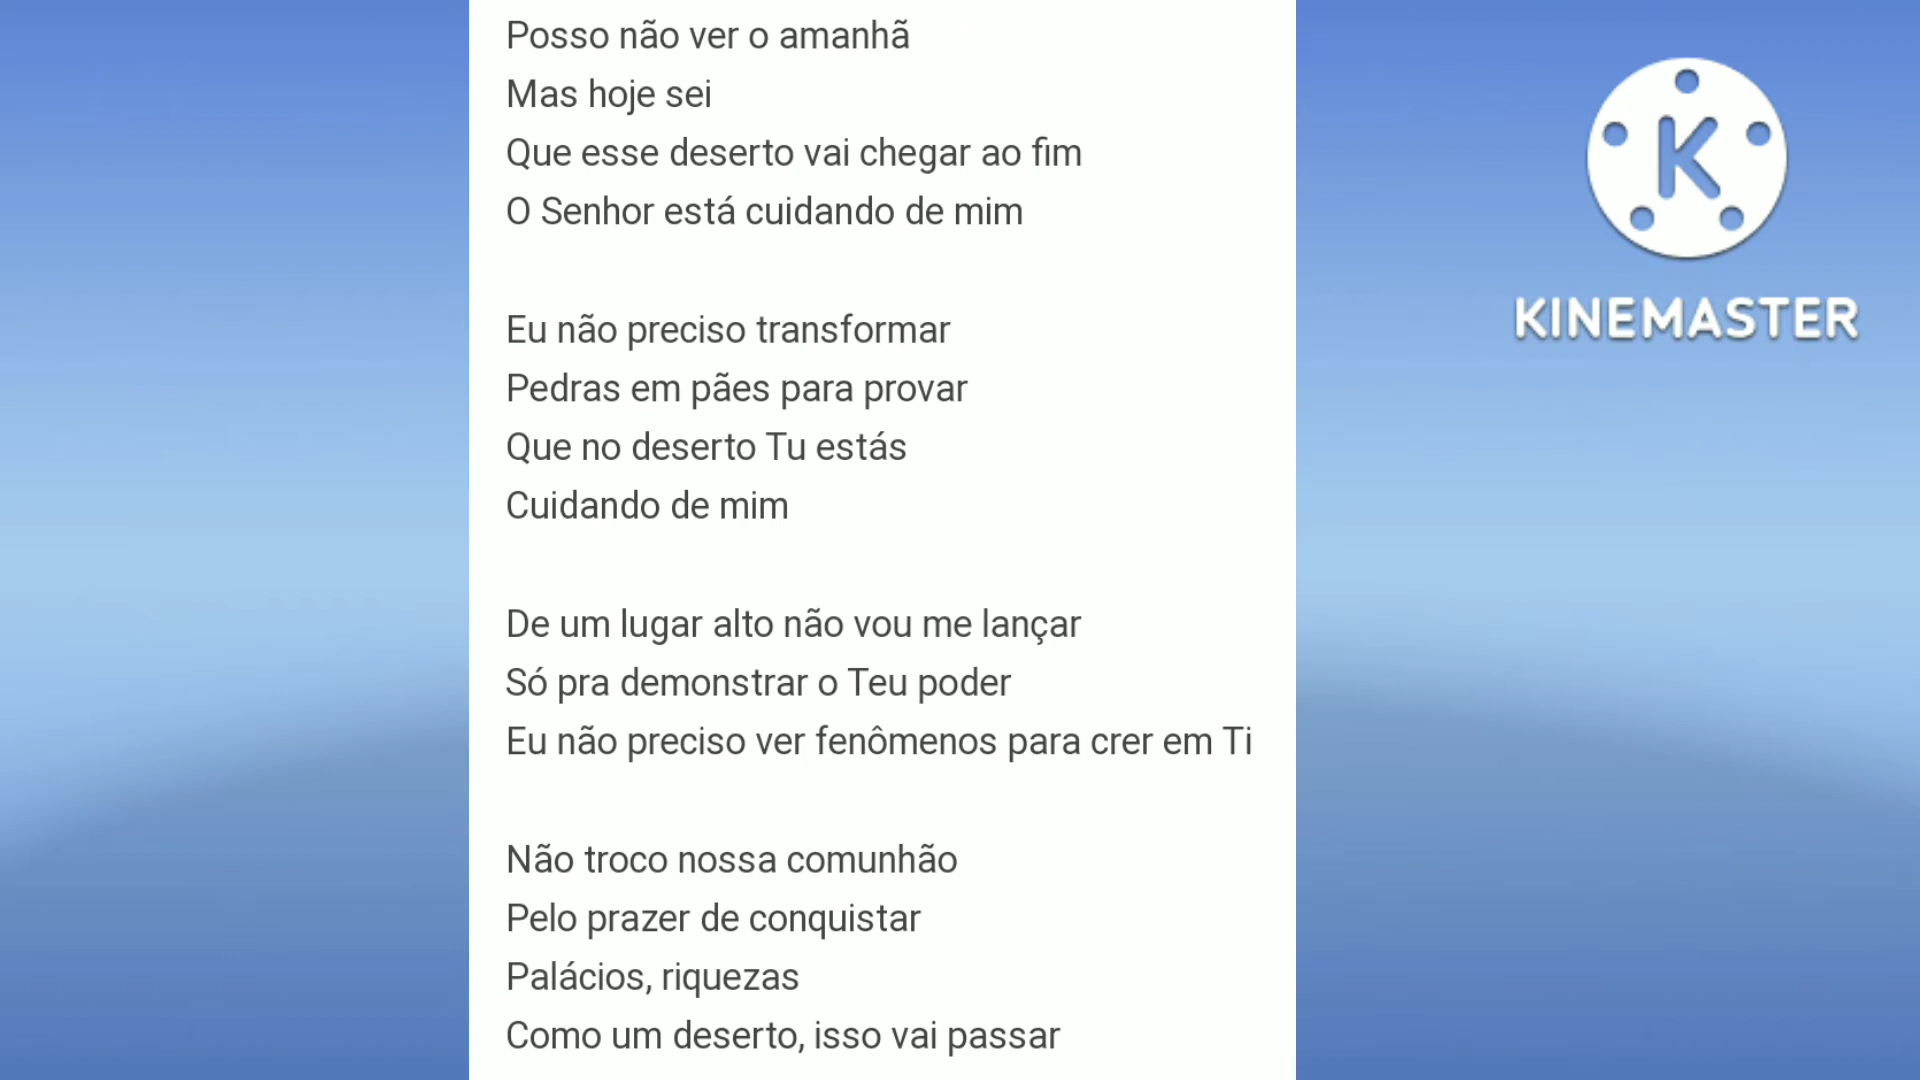 Posso não ver o amanhã
Mas hoje sei
Que esse deserto vai chegar ao fim
O Senhor está cuidando de mim
Eu não preciso transformar
Pedras em pães para provar
Que no deserto Tu estás
Cuidando de mim
De um lugar alto não vou me lançar
Só pra demonstrar o Teu poder
Eu não preciso ver fenômenos para crer em Ti
Não troco nossa comunhão
Pelo prazer de conquistar
Palácios, riquezas
Como um deserto, isso vai passar
K
KINEMASTER